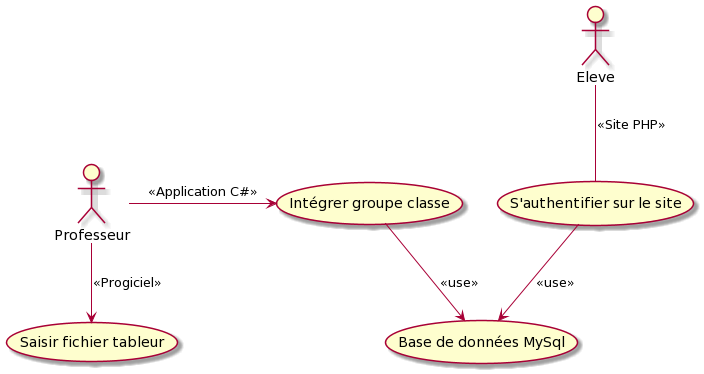 Eleve
«Site PHP»
«Application C#»
Intégrer groupe classe
S'authentifier sur le site
Professeur
«Progiciel»
«use»
«use»
Saisir fichier tableur
Base de données MySql